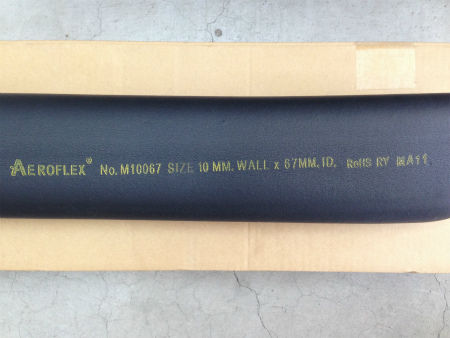 AEROFLEX® No. M10067 SIZE 10 MM. WALL x 67MM. ID. RoHS RY MA11